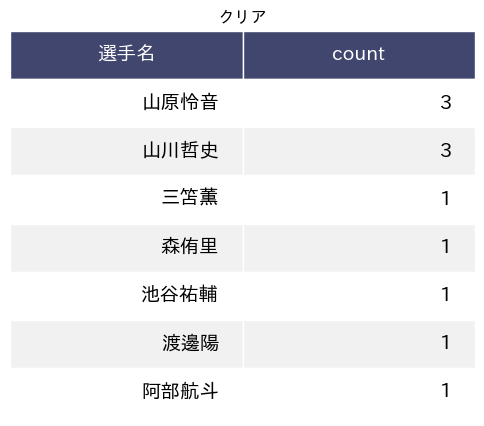 クリア
選手名 count
山原怜音 3
山川哲史 3
三笘薫 1
森侑里 1
池谷祐輔 1
渡邊陽 1
阿部航斗 1